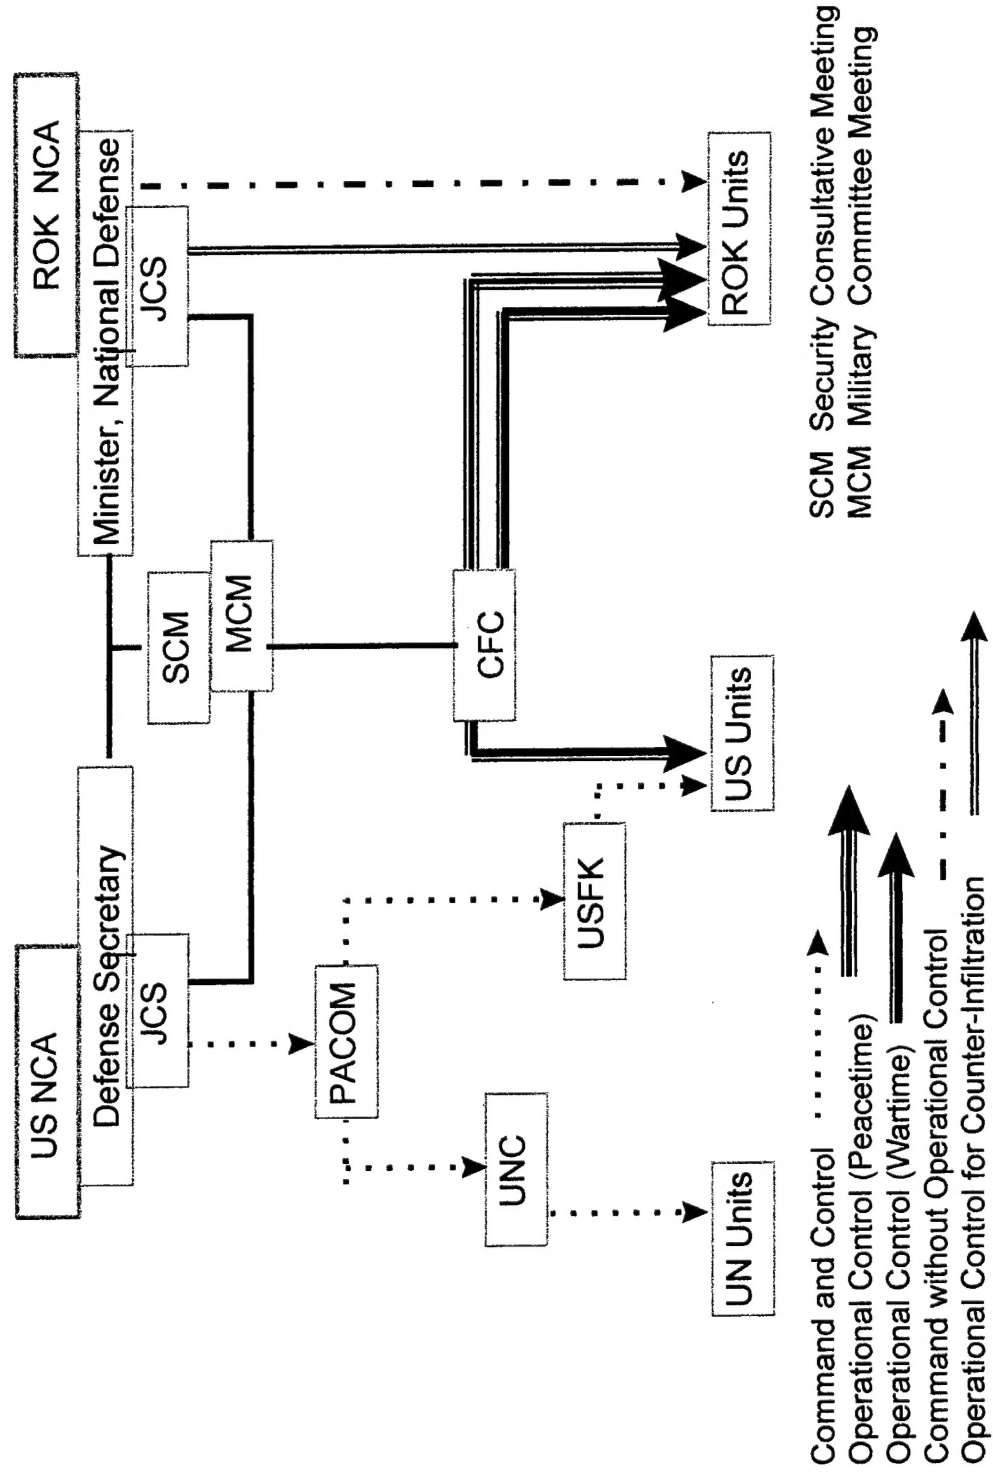 US NCA
ROK NCA
Defense Secretary
Minister, National Defense
JCS
SCM
JCS
MCM
PACOM
UNC
CFC
USFK
UN Units
US Units
ROK Units
Command and Control
SCM Security Consultative Meeting
Operational Control (Peacetime)
MCM Military Committee Meeting
Operational Control (Wartime)
Command without Operational Control
Operational Control for Counter-Infiltration